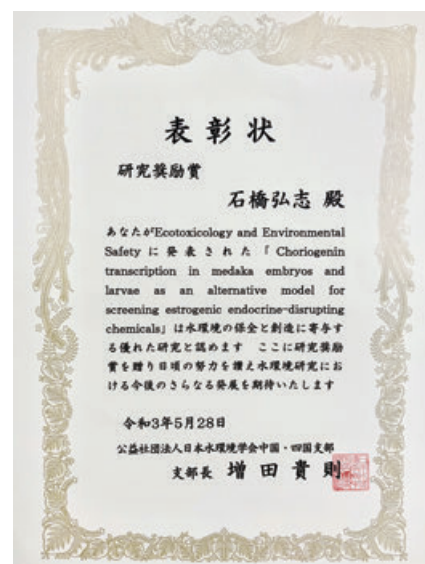 表彰状
研究奨励賞
石橋弘志 殿
あなたがEcotoxicology and Environmental
Safety に 発 表 さ れ た 「 Choriogenin
transcription in medaka embryos and
larvae as an alternative model for
screening estrogenic endocrine-disrupting
chemicals」は水環境の保全と創造に寄与す
る優れた研究と認めます ここに研究奨励
賞を贈り日頃の努力を讃え水環境研究にお
ける今後のさらなる発展を期待いたします
令和3年5月28日
公益社団法人日本水環境学会中国・四国支部
支部長 増田貴則